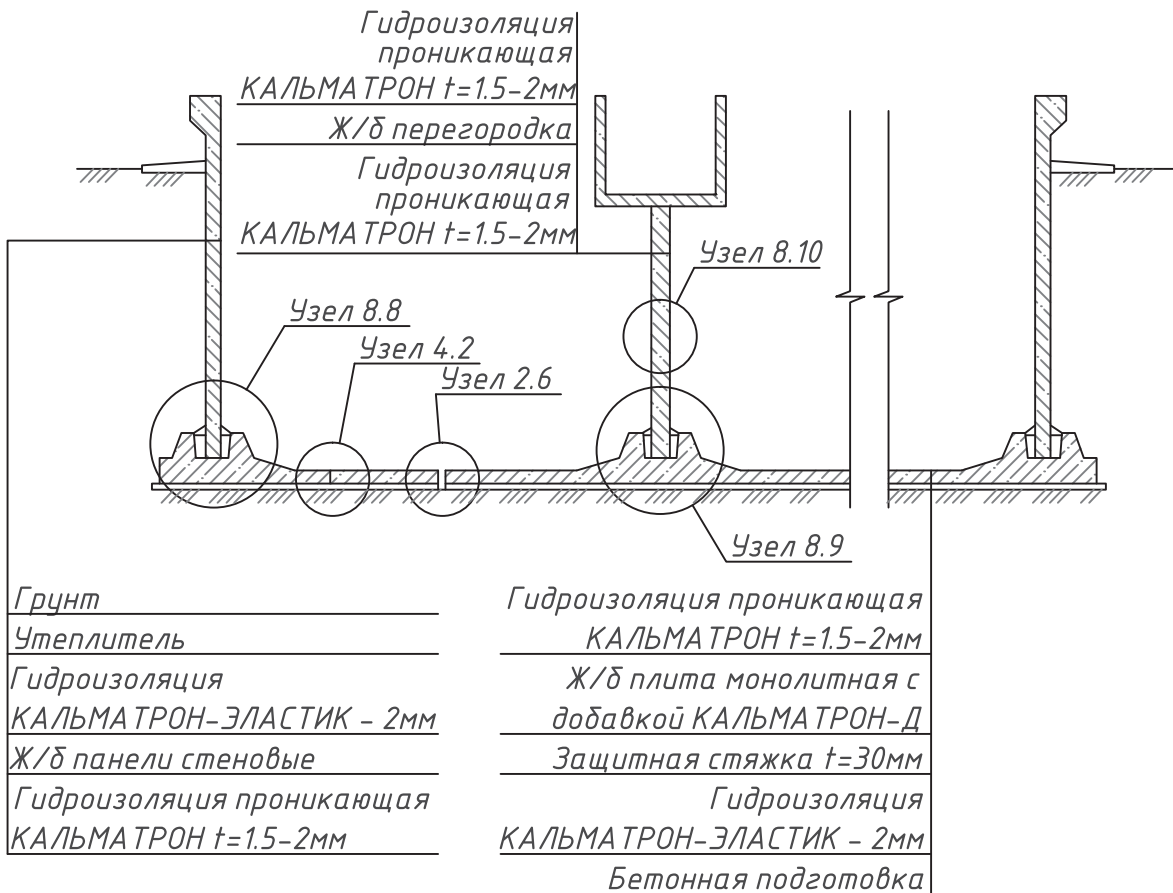 Гидроизоляция
проникающая
КАЛЬМАТРОН t=1.5-2мм
Ж/б перегородка
Гидроизоляция
проникающая
КАЛЬМАТРОН t=1.5-2мм
Узел 8.10
Узел 8.8
Узел 4.2
Узел 2.6
Узел 8.9
Грунт
Утеплитель
Гидроизоляция
КАЛЬМАТРОН-ЭЛАСТИК - 2мм
Ж/б панели стеновые
Гидроизоляция проникающая
КАЛЬМАТРОН t=1.5-2мм
Гидроизоляция проникающая
КАЛЬМАТРОН t=1.5-2мм
Ж/б плита монолитная с
добавкой КАЛЬМАТРОН-Д
Защитная стяжка t=30мм
Гидроизоляция
КАЛЬМАТРОН-ЭЛАСТИК - 2мм
Бетонная подготовка